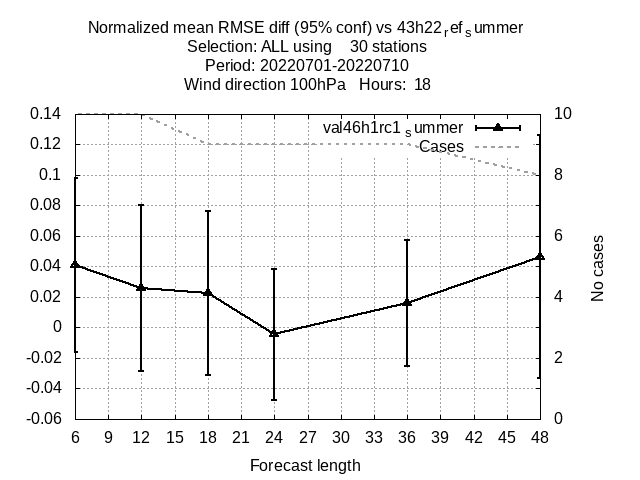 Normalized mean RMSE diff (95% conf) vs 43h22refsummer
Selection: ALL using 30 stations
Period: 20220701-20220710
Wind direction 100hPa Hours: 18
val46h1rc1summer
Cases
0.14
0.12
0.1
0.08
0.06
0.04
0.02
0
-0.02
-0.04
-0.06
10
8
6
4
2
0
No cases
6 9 12 15 18 21 24 27 30 33 36 39 42 45 48
Forecast length